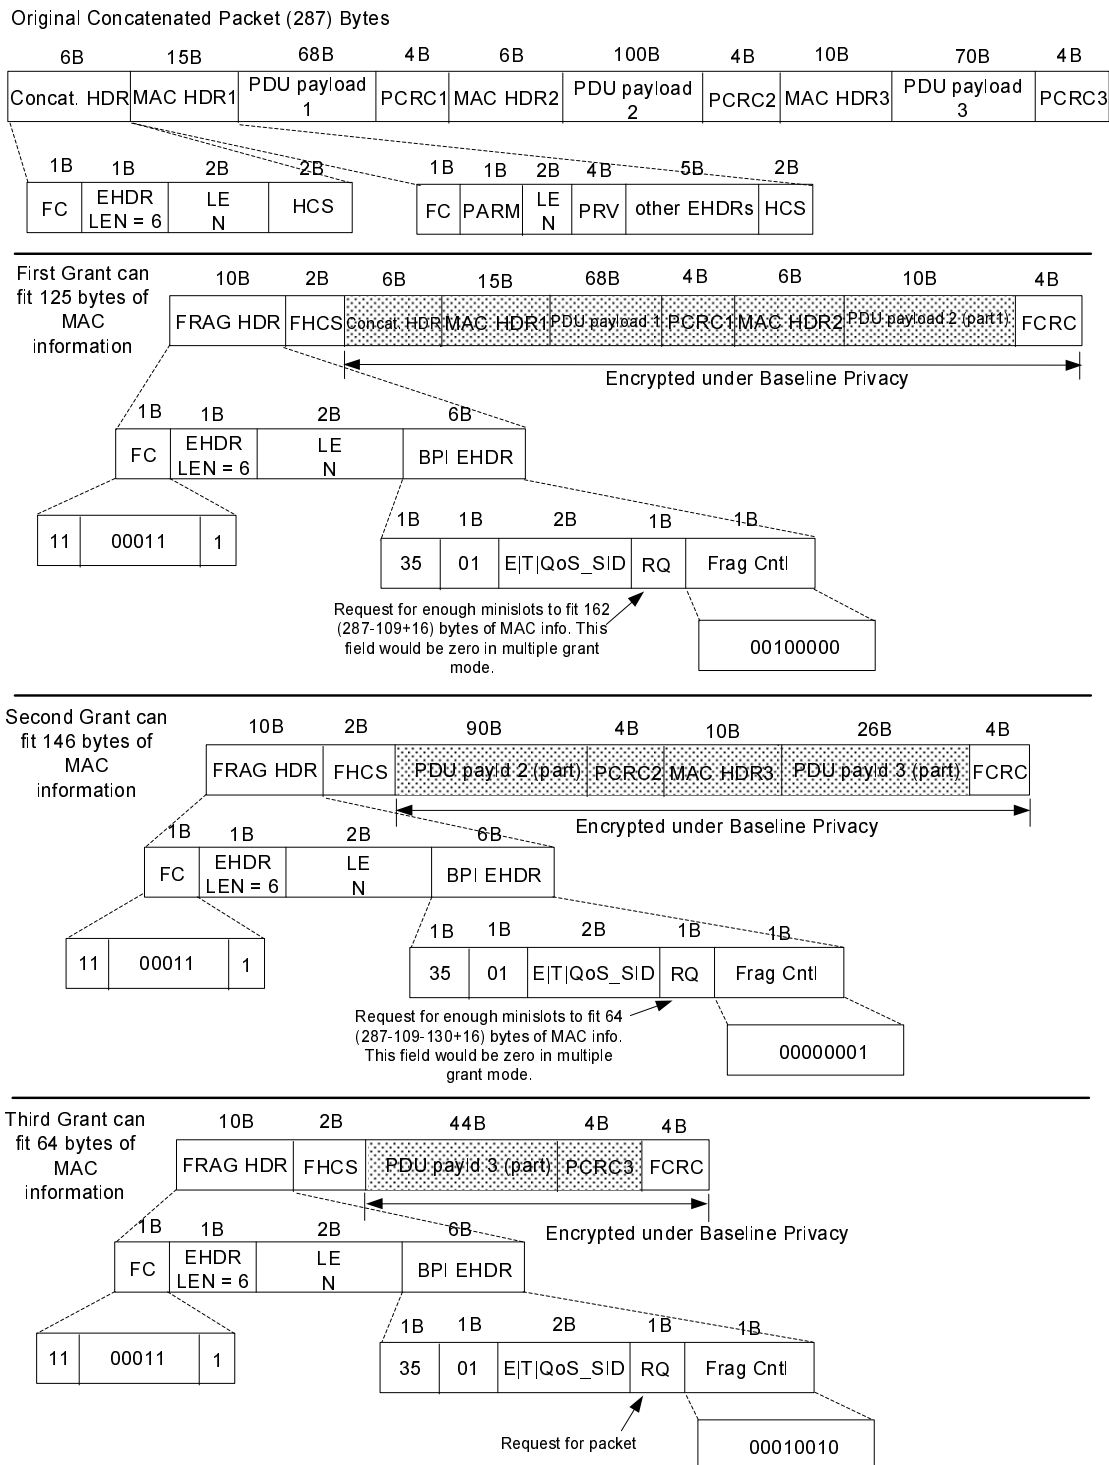 Original Concatenated Packet (287) Bytes
6B 15B 68B 4B 6B 100B 4B 10B 70B 4B
Concat. HDR MAC HDR1 PDU payload 1 PCRC1 MAC HDR2 PDU payload 2 PCRC2 MAC HDR3 PDU payload 3 PCRC3
1B 1B 2B 2B
FC EHDR LEN = 6 LE N HCS
1B 1B 2B 4B 5B 2B
FC PARM LE N PRV other EHDRs HCS
First Grant can
fit 125 bytes of
MAC
information
10B 2B 6B 15B 68B 4B 6B 10B 4B
FRAG HDR FHCS Concat. HDR MAC HDR1 PDU payload 1 PCRC1 MAC HDR2 PDU payload 2 (part1) FCRC
Encrypted under Baseline Privacy
1B 1B 2B 6B
FC EHDR LEN = 6 LE N BPI EHDR
11 00011 1
1B 1B 2B 1B 1B
35 01 E|T|QoS_SID RQ Frag Cntl
Request for enough minislots to fit 162
(287-109+16) bytes of MAC info. This
field would be zero in multiple grant
mode.
00100000
Second Grant can
fit 146 bytes of
MAC
information
10B 2B 90B 4B 10B 26B 4B
FRAG HDR FHCS PDU payld 2 (part) PCRC2 MAC HDR3 PDU payld 3 (part) FCRC
Encrypted under Baseline Privacy
1B 1B 2B 6B
FC EHDR LEN = 6 LE N BPI EHDR
11 00011 1
1B 1B 2B 1B 1B
35 01 E|T|QoS_SID RQ Frag Cntl
Request for enough minislots to fit 64
(287-109-130+16) bytes of MAC info.
This field would be zero in multiple
grant mode.
00000001
Third Grant can
fit 64 bytes of
MAC
information
10B 2B 44B 4B 4B
FRAG HDR FHCS PDU payld 3 (part) PCRC3 FCRC
Encrypted under Baseline Privacy
1B 1B 2B 6B
FC EHDR LEN = 6 LE N BPI EHDR
11 00011 1
1B 1B 2B 1B 1B
35 01 E|T|QoS_SID RQ Frag Cntl
Request for packet
00010010